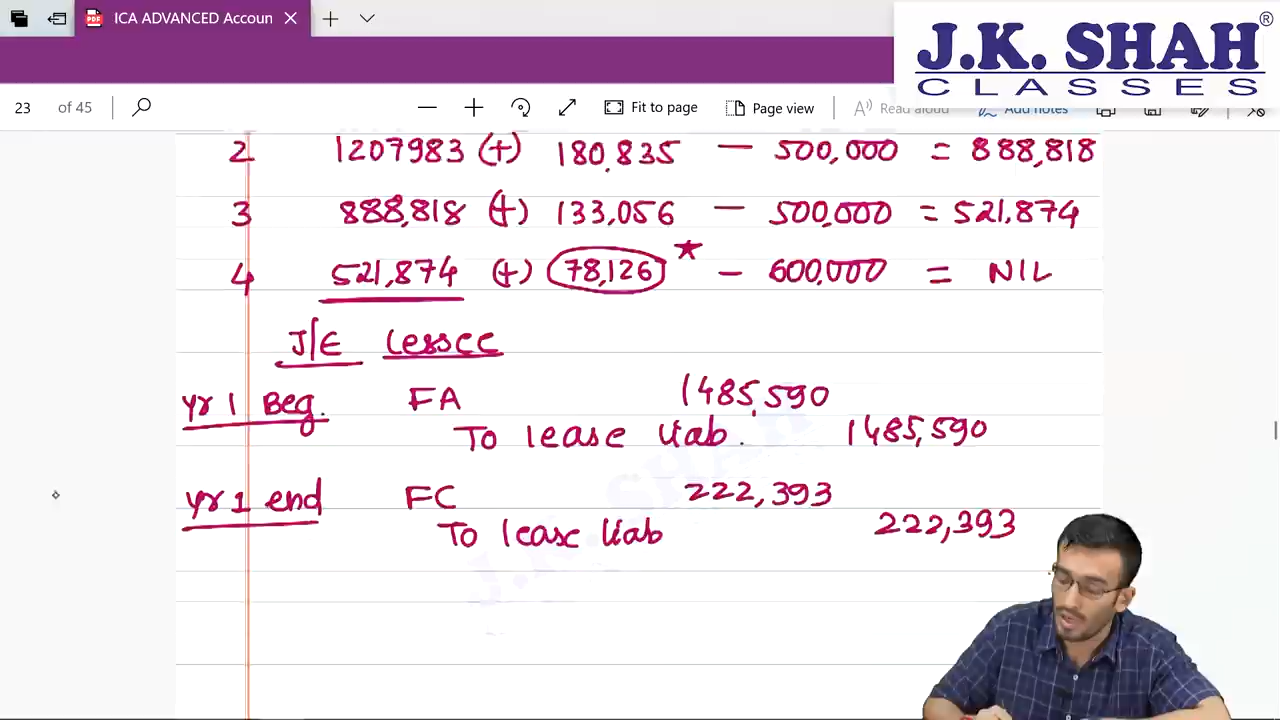 ICA ADVANCED Accoun
J.K. SHAH®
CLASSES
23 of 45
Fit to page
Page view
Read aloud
Add notes
2 1207983 (+) 180,835 — 500,000 = 888,818
3 888,818 (+) 133,056 — 500,000 = 521,874
4 521,874 (+) 78,126 * — 600,000 = NIL
J/E Lessee
yr 1 Beg. FA 1485,590
To lease liab. 1485,590
yr 1 end FC 222,393
To lease liab 222,393
J.K. SHAH